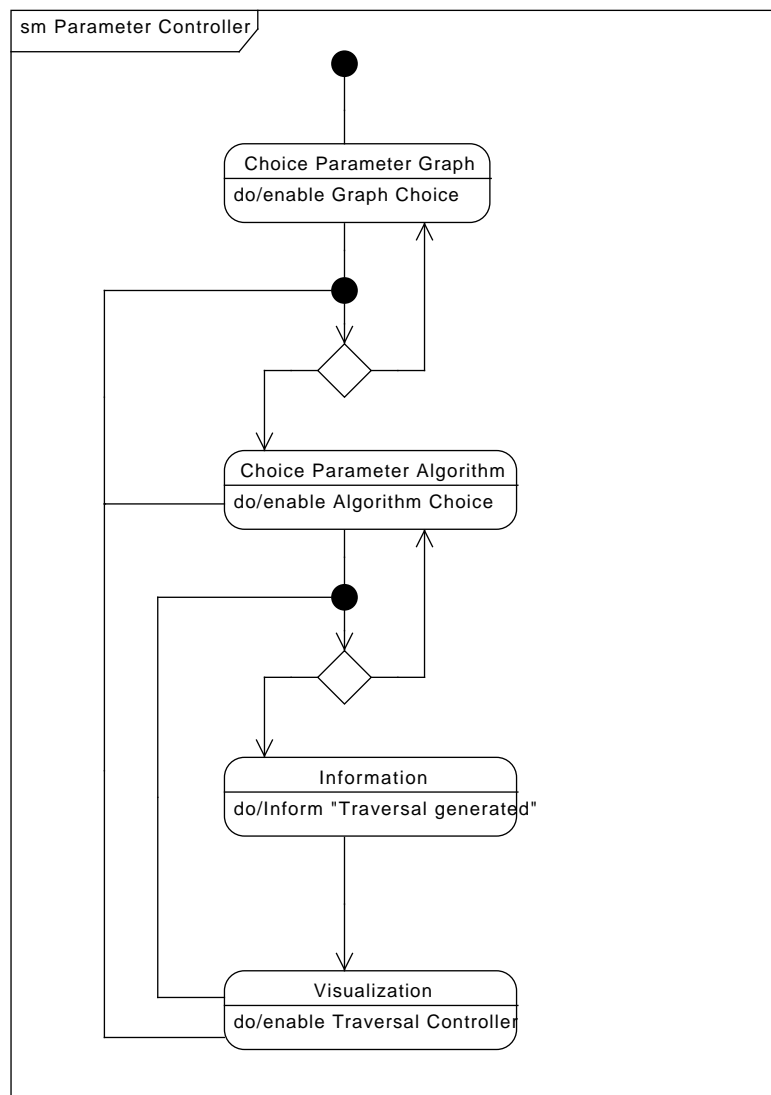 sm Parameter Controller
Choice Parameter Graph
do/enable Graph Choice
Choice Parameter Algorithm
do/enable Algorithm Choice
Information
do/Inform "Traversal generated"
Visualization
do/enable Traversal Controller